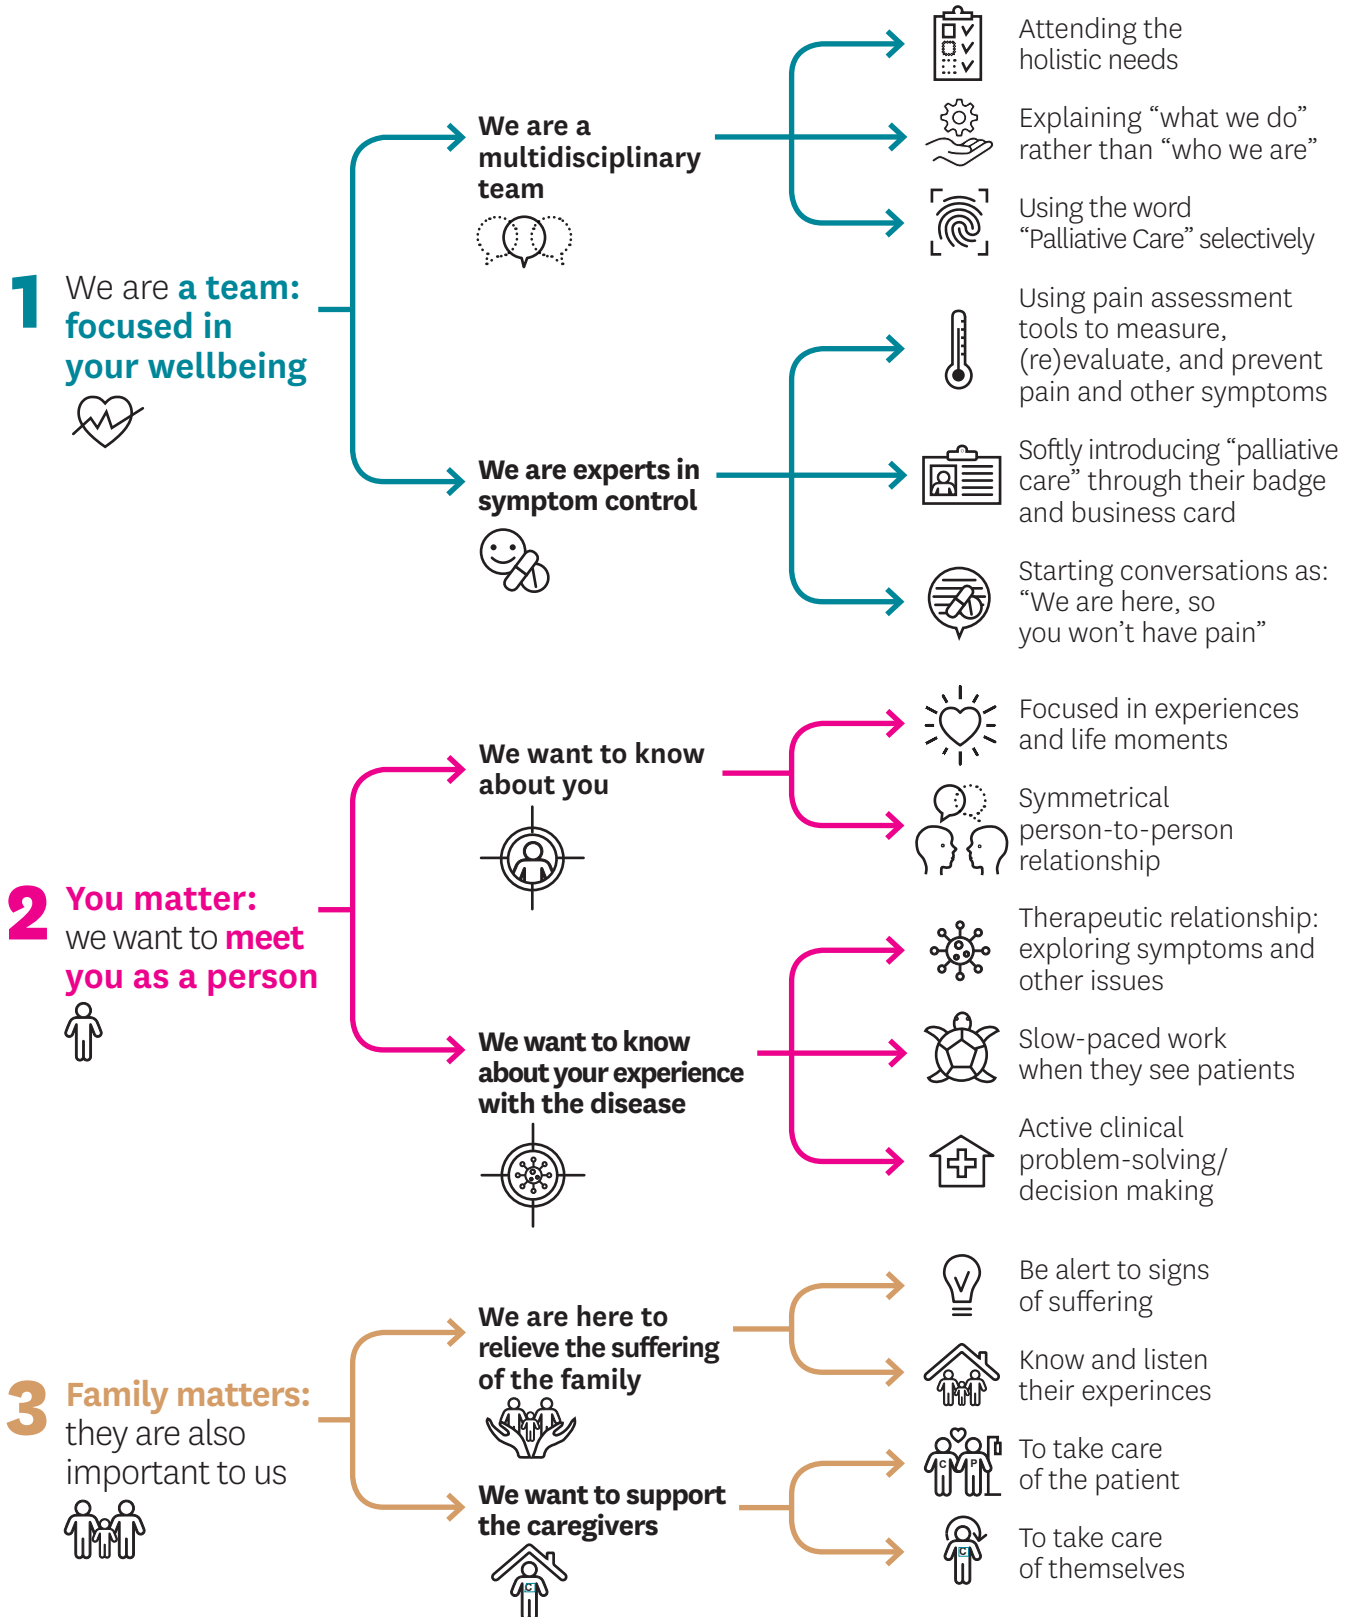 1
We are a team:
focused in
your wellbeing
We are a
multidisciplinary
team
Attending the
holistic needs
Explaining “what we do”
rather than “who we are”
Using the word
“Palliative Care” selectively
We are experts in
symptom control
Using pain assessment
tools to measure,
(re)evaluate, and prevent
pain and other symptoms
Softly introducing “palliative
care” through their badge
and business card
Starting conversations as:
“We are here, so
you won’t have pain”
2
You matter:
we want to meet
you as a person
We want to know
about you
Focused in experiences
and life moments
Symmetrical
person-to-person
relationship
We want to know
about your experience
with the disease
Therapeutic relationship:
exploring symptoms and
other issues
Slow-paced work
when they see patients
Active clinical
problem-solving/
decision making
3
Family matters:
they are also
important to us
We are here to
relieve the suffering
of the family
Be alert to signs
of suffering
Know and listen
their experinces
We want to support
the caregivers
C
C P
To take care
of the patient
C
To take care
of themselves